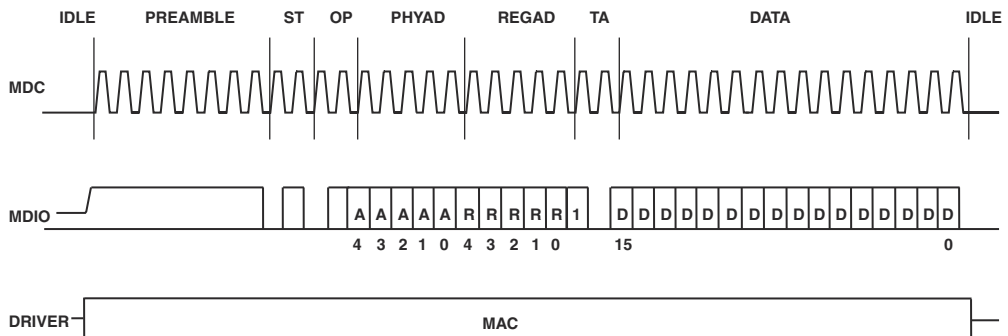 IDLE PREAMBLE ST OP PHYAD REGAD TA DATA IDLE
MDC
MDIO A A A A A R R R R R 1 D D D D D D D D D D D D D D D D
4 3 2 1 0 4 3 2 1 0 15 0
DRIVER MAC